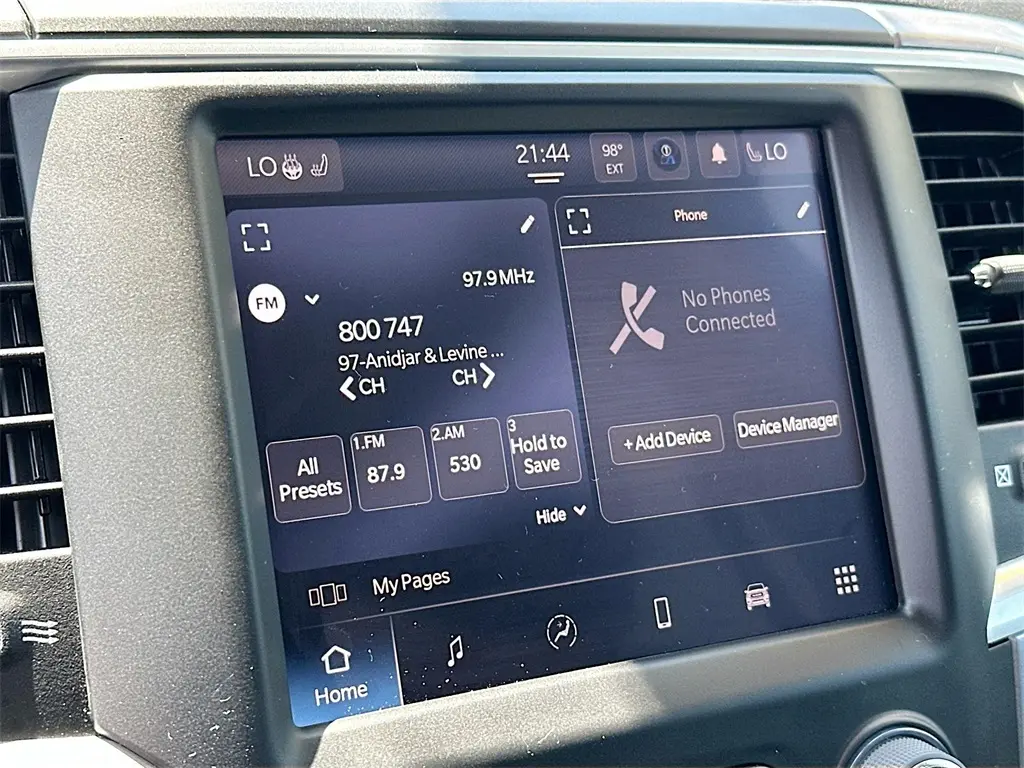 LO
21:44
98°
EXT
LO
97.9 MHz
FM
800 747
97-Anidjar & Levine ...
CH
CH
All
Presets
1.FM
87.9
2.AM
530
3
Hold to
Save
Hide
Phone
No Phones
Connected
+ Add Device
Device Manager
My Pages
Home